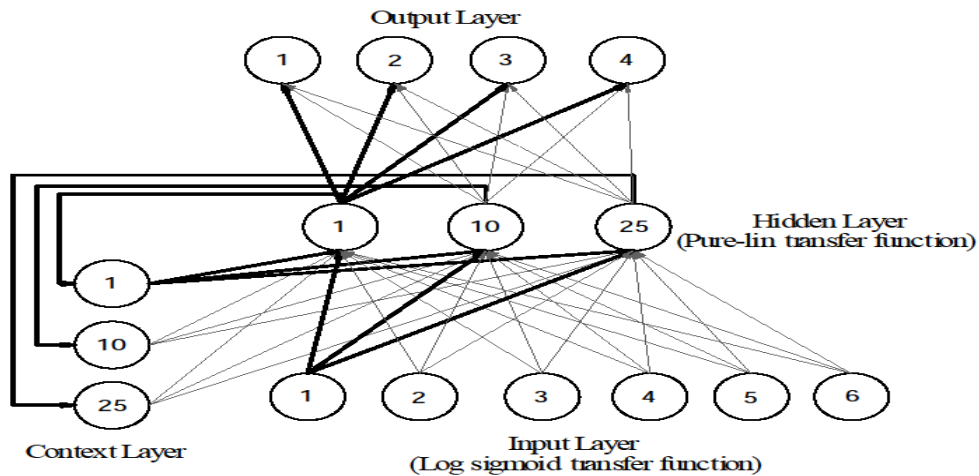 Output Layer
1 2 3 4
1 10 25
Hidden Layer
(Pure-lin transfer function)
1
10
25
1 2 3 4 5 6
Context Layer
Input Layer
(Log sigmoid transfer function)